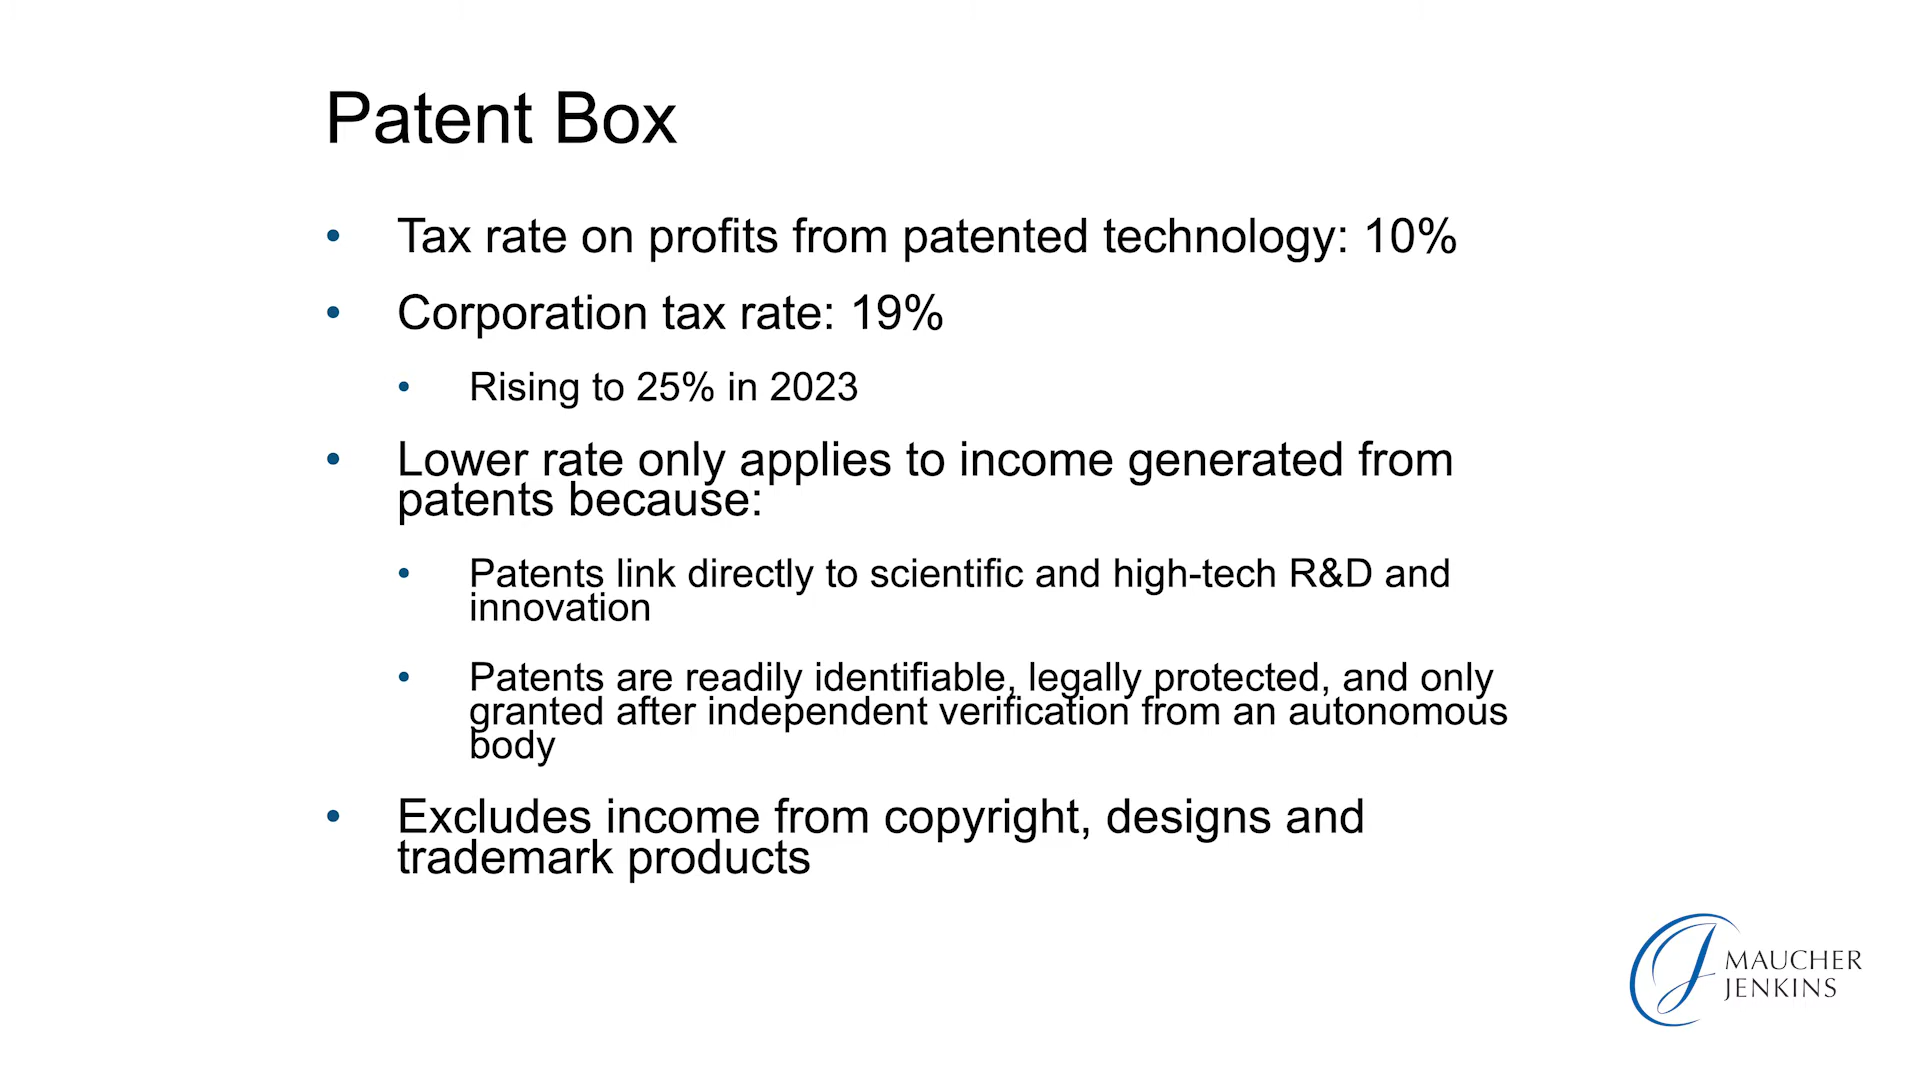 Patent Box
• Tax rate on profits from patented technology: 10%
• Corporation tax rate: 19%
• Rising to 25% in 2023
• Lower rate only applies to income generated from
patents because:
• Patents link directly to scientific and high-tech R&D and
innovation
• Patents are readily identifiable, legally protected, and only
granted after independent verification from an autonomous
body
• Excludes income from copyright, designs and
trademark products
MAUCHER
JENKINS